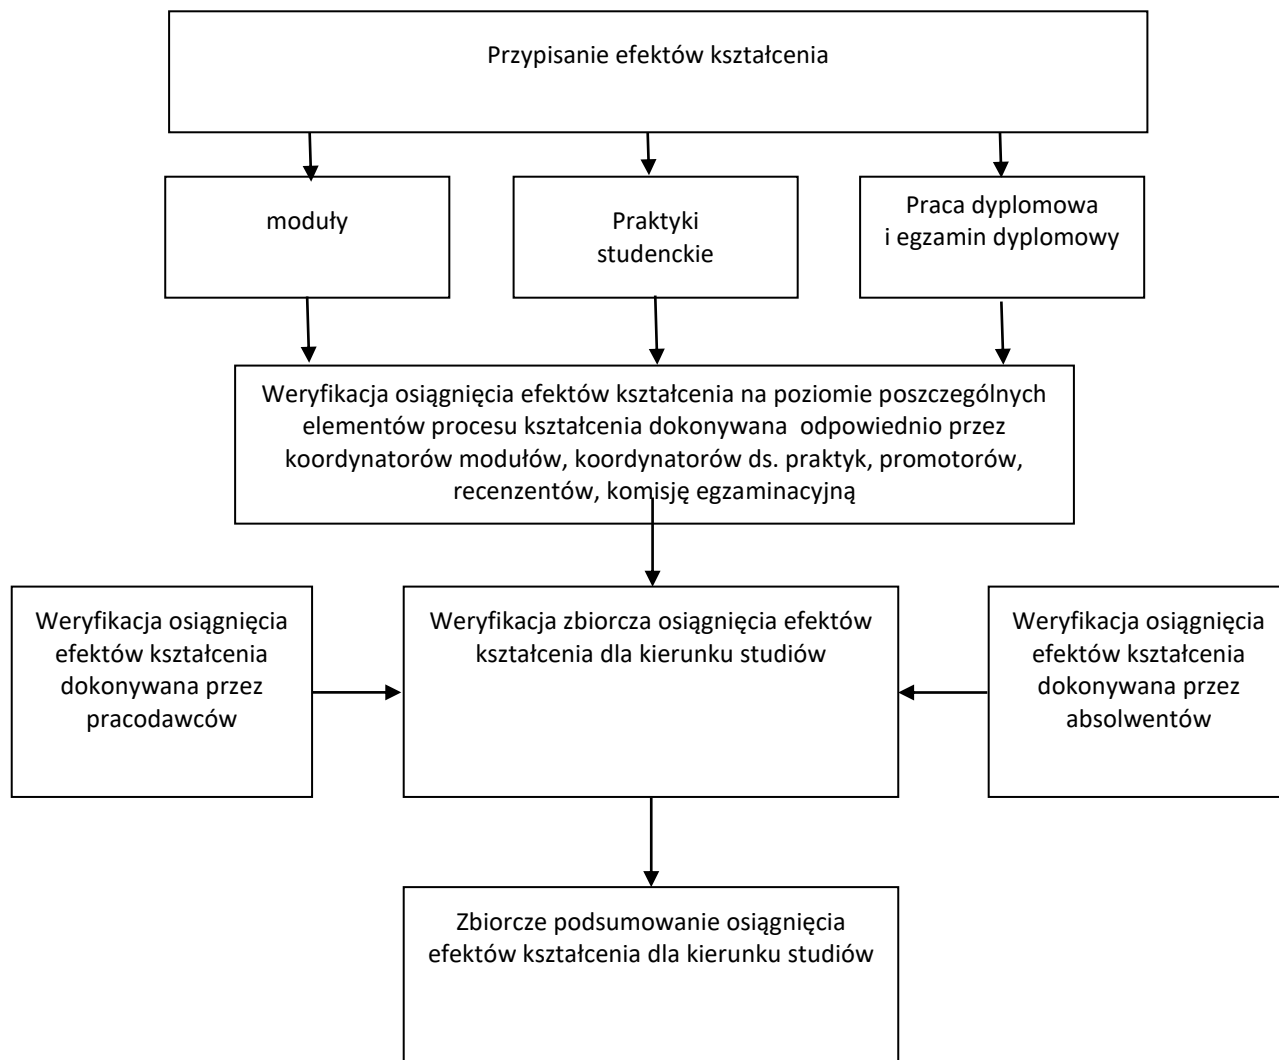 Przypisanie efektów kształcenia
moduły
Praktyki
studenckie
Praca dyplomowa
i egzamin dyplomowy
Weryfikacja osiągnięcia efektów kształcenia na poziomie poszczególnych
elementów procesu kształcenia dokonywana odpowiednio przez
koordynatorów modułów, koordynatorów ds. praktyk, promotorów,
recenzentów, komisję egzaminacyjną
Weryfikacja osiągnięcia
efektów kształcenia
dokonywana przez
pracodawców
Weryfikacja zbiorcza osiągnięcia efektów
kształcenia dla kierunku studiów
Weryfikacja osiągnięcia
efektów kształcenia
dokonywana przez
absolwentów
Zbiorcze podsumowanie osiągnięcia
efektów kształcenia dla kierunku studiów